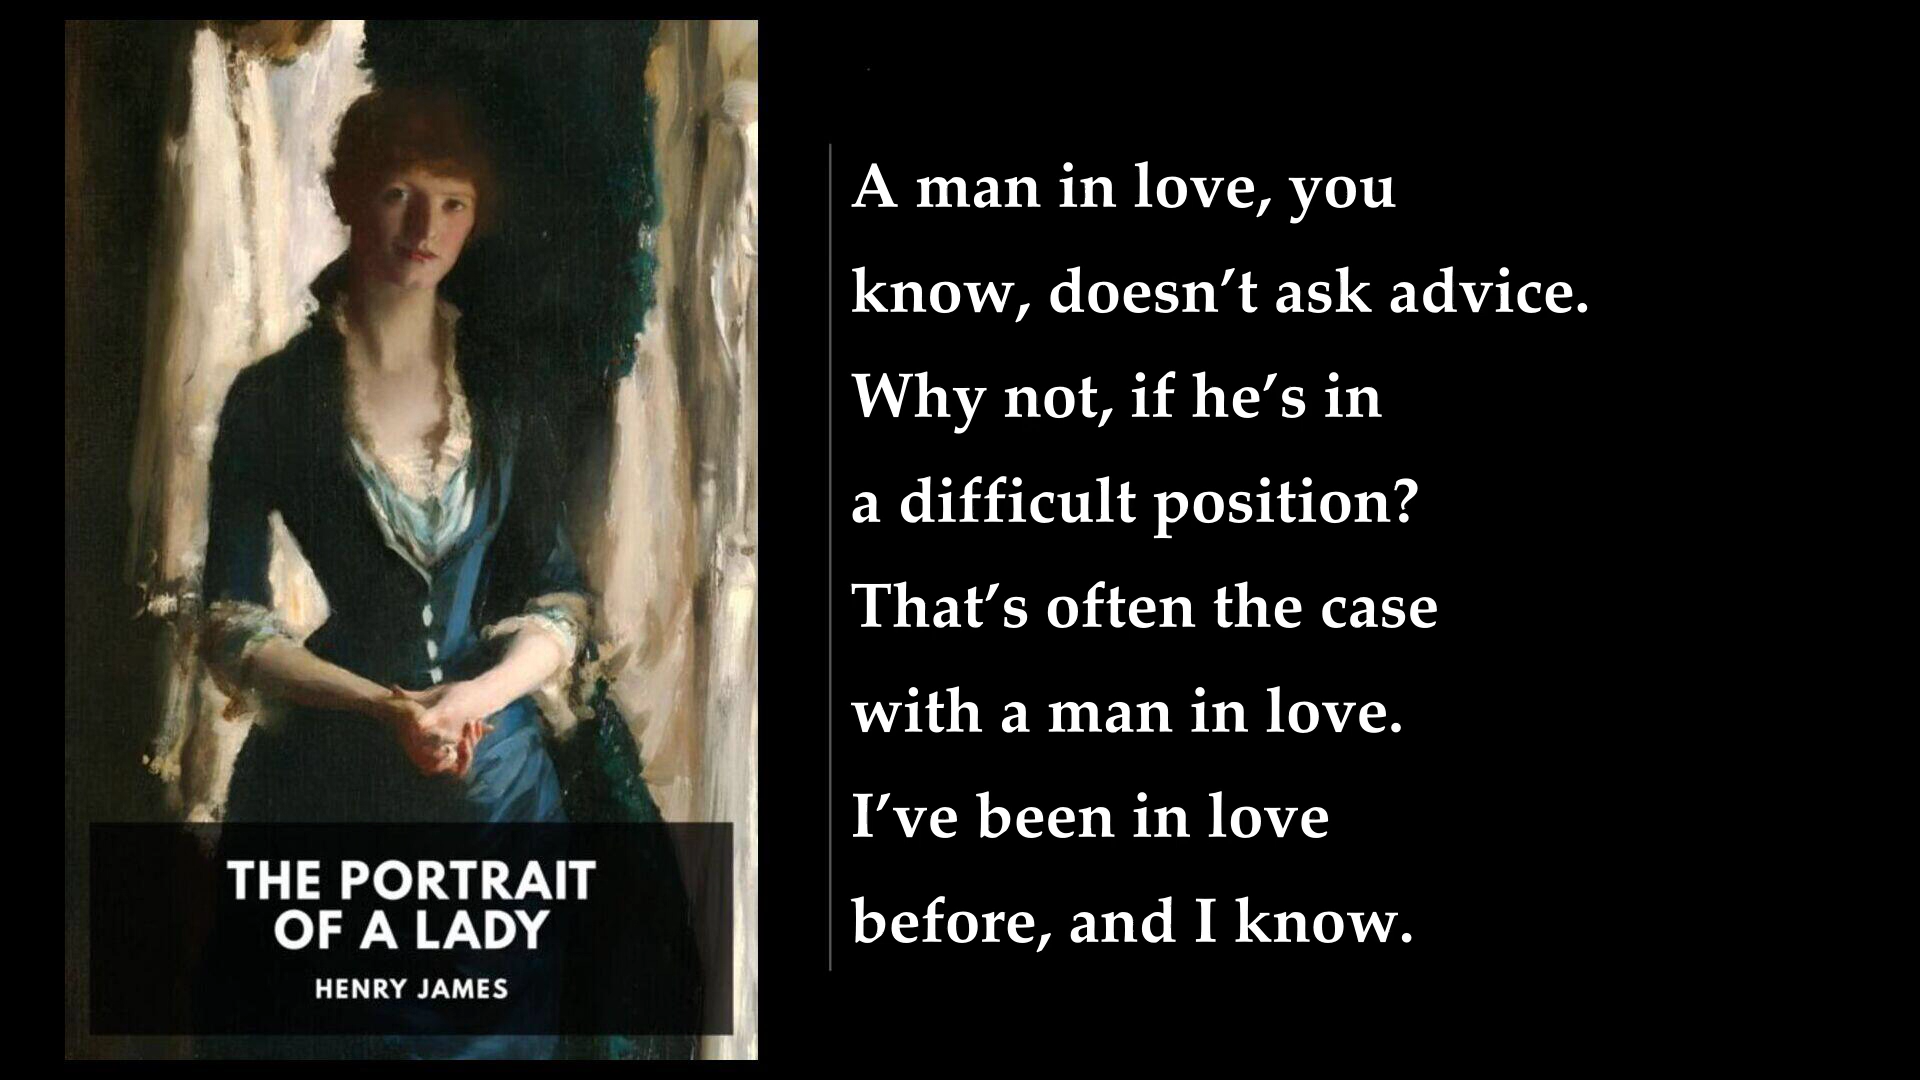 THE PORTRAIT
OF A LADY
HENRY JAMES
A man in love, you
know, doesn’t ask advice.
Why not, if he’s in
a difficult position?
That’s often the case
with a man in love.
I’ve been in love
before, and I know.